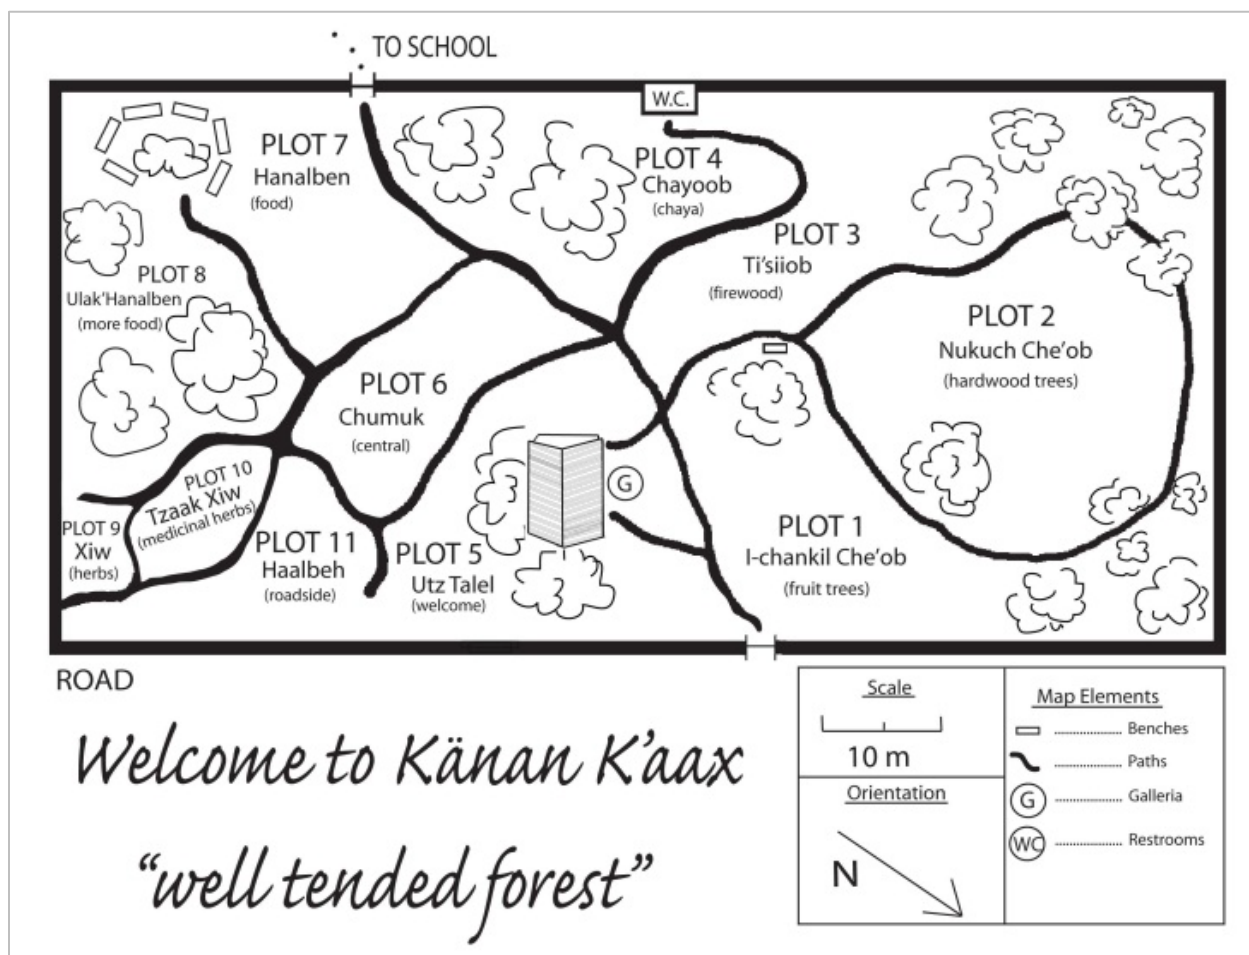 TO SCHOOL
W.C.
PLOT 7
Hanalben
(food)
PLOT 4
Chayoob
(chaya)
PLOT 3
Ti'siiob
(firewood)
PLOT 8
Ulak'Hanalben
(more food)
PLOT 2
Nukuch Che'ob
(hardwood trees)
PLOT 6
Chumuk
(central)
PLOT 10
Tzaak Xiw
(medicinal herbs)
G
PLOT 9
Xiw
(herbs)
PLOT 11
Haalbeh
(roadside)
PLOT 5
Utz Talel
(welcome)
PLOT 1
I-chankil Che'ob
(fruit trees)
ROAD
Welcome to Känan K'aax
"well tended forest"
Scale
10 m
Orientation
N
Map Elements
Benches
Paths
G Galleria
WC Restrooms